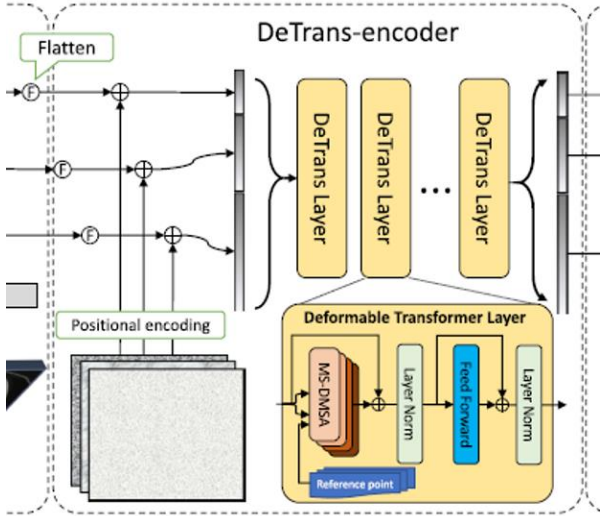 DeTrans-encoder
Flatten
F
F
F
DeTrans Layer
DeTrans Layer
...
DeTrans Layer
Positional encoding
Deformable Transformer Layer
MS-DMSA
Layer Norm
Feed Forward
Layer Norm
Reference point